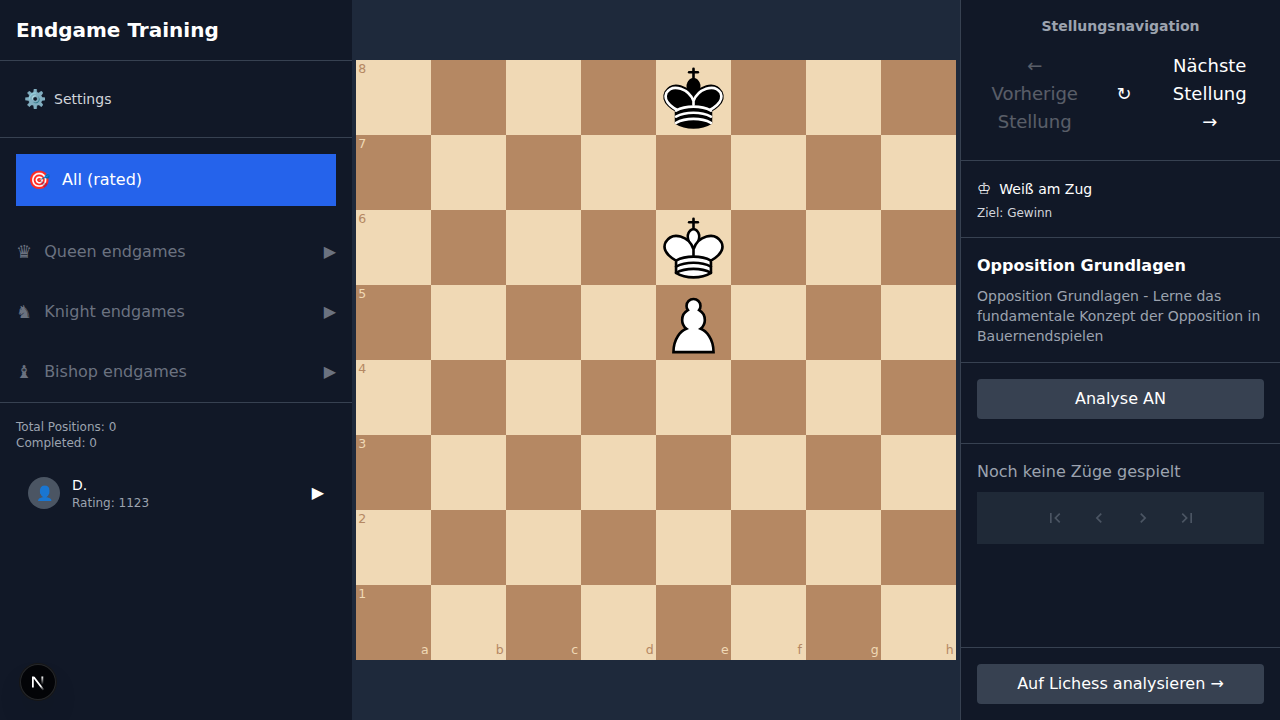 Endgame Training
⚙️ Settings
🎯 All (rated)
♛ Queen endgames ▶
♞ Knight endgames ▶
♝ Bishop endgames ▶
Total Positions: 0
Completed: 0
D.
Rating: 1123
▶
N
8
7
6
5
4
3
2
1
a b c d e f g h
Stellungsnavigation
←
Vorherige
Stellung
↻
Nächste
Stellung
→
♔ Weiß am Zug
Ziel: Gewinn
Opposition Grundlagen
Opposition Grundlagen - Lerne das
fundamentale Konzept der Opposition in
Bauernendspielen
Analyse AN
Noch keine Züge gespielt
Auf Lichess analysieren →